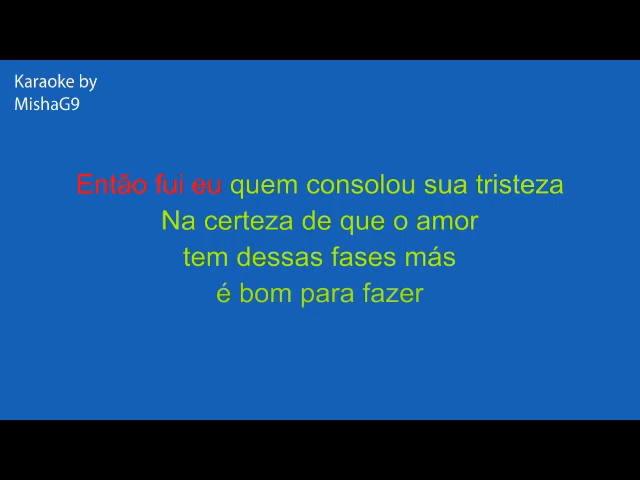 Karaoke by
MishaG9
Então fui eu quem consolou sua tristeza
Na certeza de que o amor
tem dessas fases más
é bom para fazer